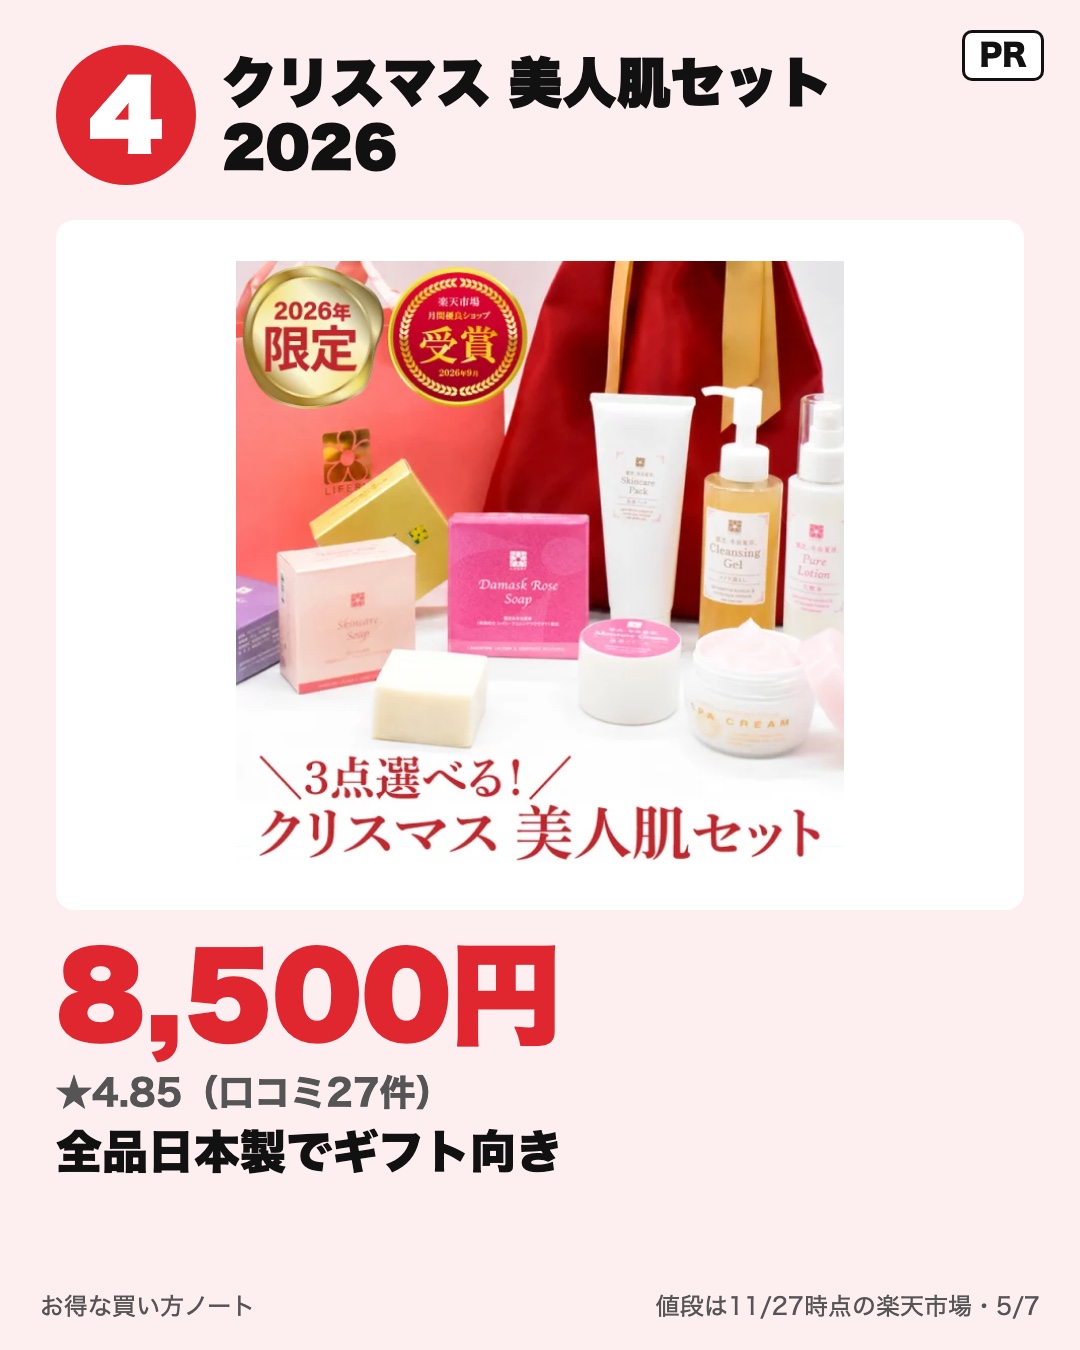 4
クリスマス 美人肌セット
2026
PR
2026年
限定
楽天市場
月間優良ショップ
受賞
2026年9月
Skincare
Pack
Cleansing
Gel
Pure
Lotion
Damask Rose
Soap
Skincare
Soap
SPA CREAM
＼3点選べる！／
クリスマス 美人肌セット
8,500円
★4.85（口コミ27件）
全品日本製でギフト向き
お得な買い方ノート
値段は11/27時点の楽天市場・5/7